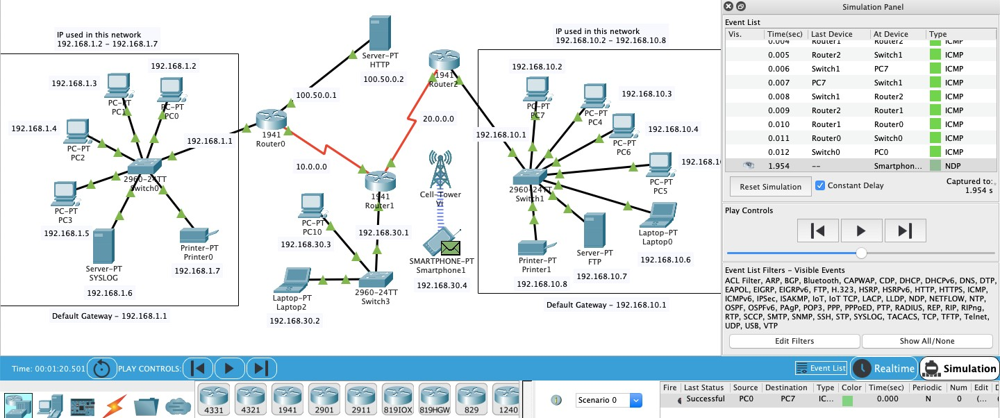 IP used in this network
192.168.1.2 - 192.168.1.7
192.168.1.2
192.168.1.3
PC-PT
PC1
PC-PT
PC0
192.168.1.4
PC-PT
PC2
192.168.1.1
2960-24TT
Switch0
PC-PT
PC3
192.168.1.5
Server-PT
SYSLOG
192.168.1.6
Printer-PT
Printer0
192.168.1.7
Default Gateway - 192.168.1.1
Server-PT
HTTP
100.50.0.2
100.50.0.1
1941
Router0
10.0.0.0
1941
Router2
20.0.0.0
1941
Router1
Cell-Tower
PC-PT
PC10
192.168.30.3
192.168.30.1
SMARTPHONE-PT
Smartphone1
192.168.30.4
2960-24TT
Switch3
Laptop-PT
Laptop2
192.168.30.2
IP used in this network
192.168.10.2 - 192.168.10.8
192.168.10.2
PC-PT
PC7
192.168.10.3
PC-PT
PC4
192.168.10.4
PC-PT
PC6
192.168.10.1
PC-PT
PC5
2960-24TT
Switch1
Laptop-PT
Laptop0
192.168.10.6
Server-PT
FTP
192.168.10.7
Printer-PT
Printer1
192.168.10.8
Default Gateway - 192.168.10.1
Simulation Panel
Event List
Vis. Time(sec) Last Device At Device Type
0.004 Router1 Router2 ICMP
0.005 Router2 Switch1 ICMP
0.006 Switch1 PC7 ICMP
0.007 PC7 Switch1 ICMP
0.008 Switch1 Router2 ICMP
0.009 Router2 Router1 ICMP
0.010 Router1 Router0 ICMP
0.011 Router0 Switch0 ICMP
0.012 Switch0 PC0 ICMP
1.954 -- Smartphon... NDP
Reset Simulation Constant Delay Captured to:
1.954 s
Play Controls
Event List Filters - Visible Events
ACL Filter, ARP, BGP, Bluetooth, CAPWAP, CDP, DHCP, DHCPv6, DNS, DTP,
EAPOL, EIGRP, EIGRPv6, FTP, H.323, HSRP, HSRPv6, HTTP, HTTPS, ICMP,
ICMPv6, IPSec, ISAKMP, IoT, IoT TCP, LACP, LLDP, NDP, NETFLOW, NTP,
OSPF, OSPFv6, PAgP, POP3, PPP, PPPoED, PTP, RADIUS, REP, RIP, RIPng,
RTP, SCCP, SMTP, SNMP, SSH, STP, SYSLOG, TACACS, TCP, TFTP, Telnet,
UDP, USB, VTP
Edit Filters Show All/None
Time: 00:01:20.501 PLAY CONTROLS: Event List Realtime Simulation
4331 4321 1941 2901 2911 819IOX 819HGW 829 1240
Scenario 0
Fire Last Status Source Destination Type Color Time(sec) Periodic Num Edit
Successful PC0 PC7 IC... 0.000 N 0 (...